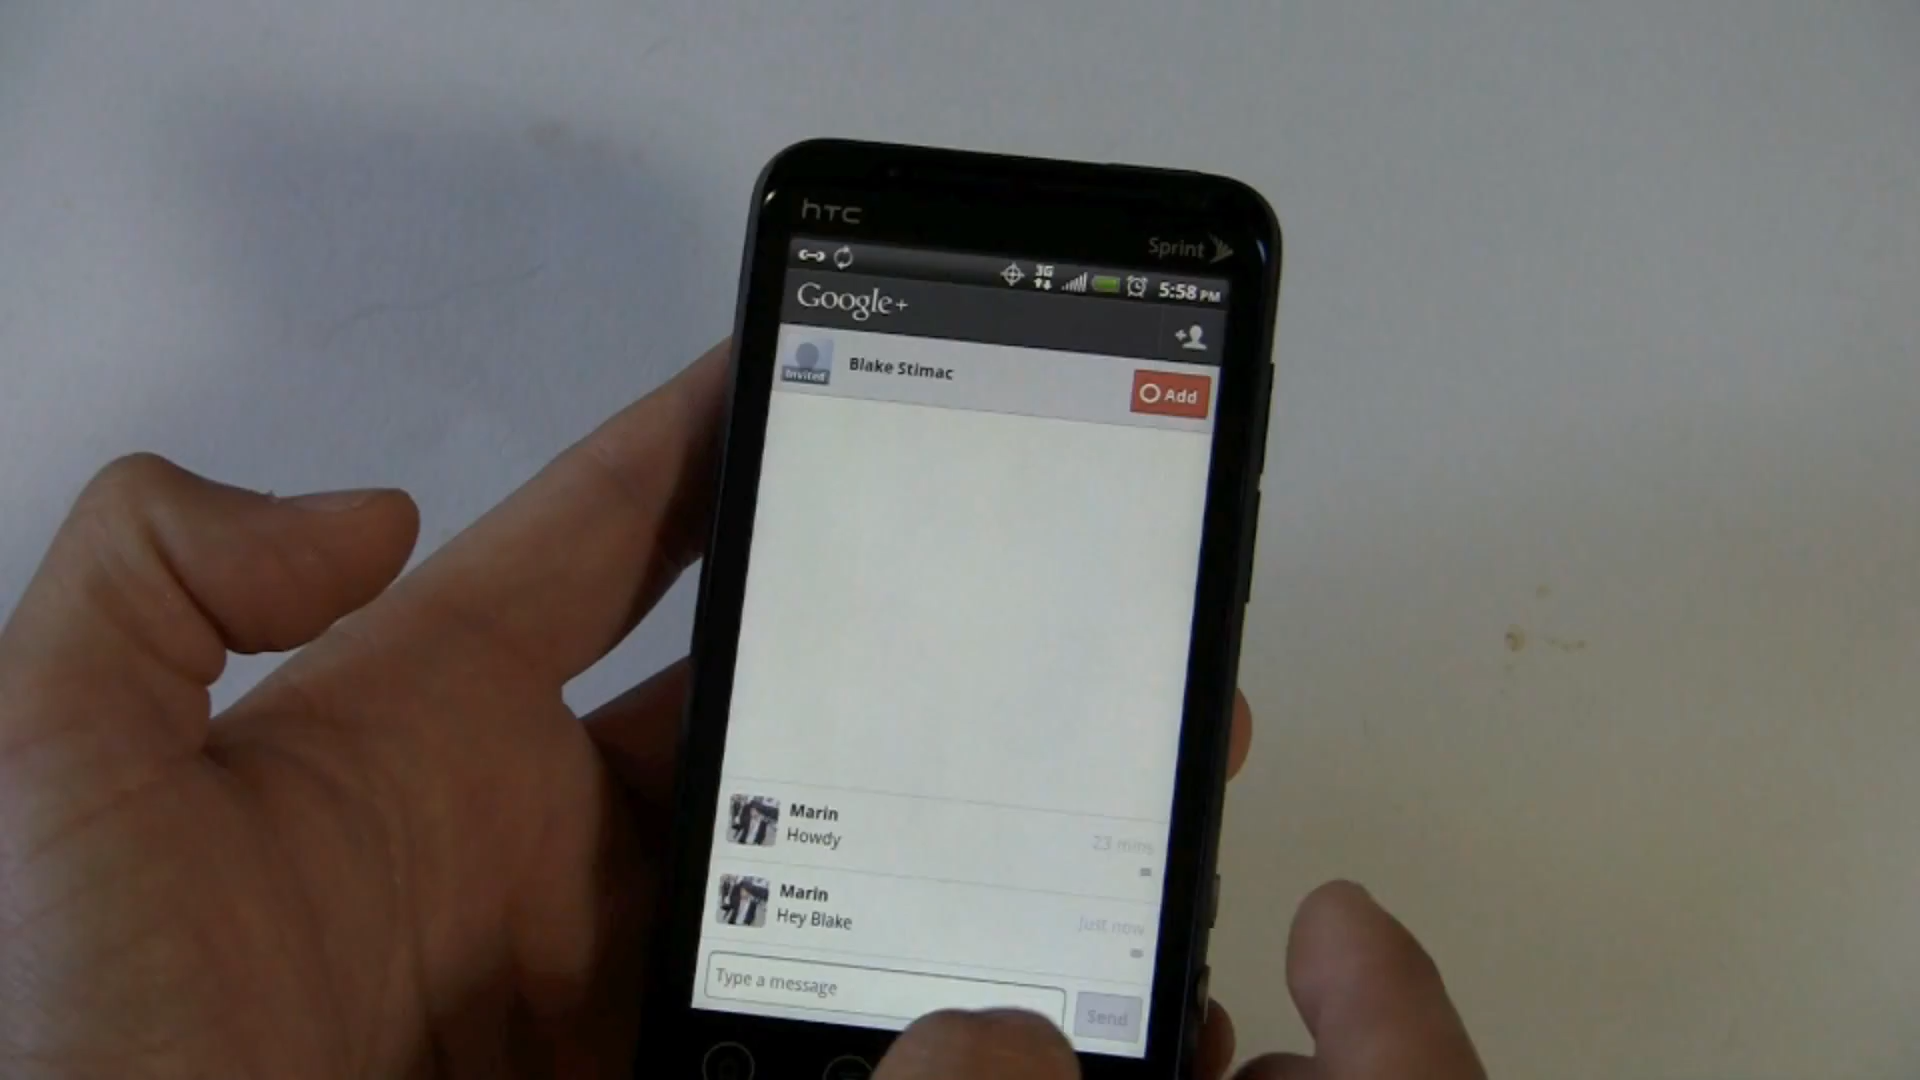 hTC
Sprint
3G
5:58 PM
Google+
Invited
Blake Stimac
Add
Marin
Howdy
23 mins
Marin
Hey Blake
Just now
Type a message
Send